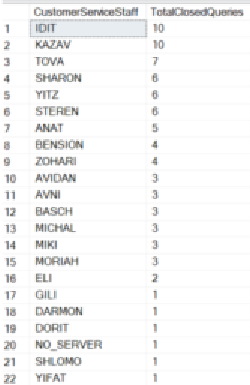 CustomerServiceStaff TotalClosedQueries
1 IDIT 10
2 KAZAV 10
3 TOVA 7
4 SHARON 6
5 YITZ 6
6 STEREN 6
7 ANAT 5
8 BENSION 4
9 ZOHARI 4
10 AVIDAN 3
11 AVNI 3
12 BASCH 3
13 MICHAL 3
14 MIKI 3
15 MORIAH 3
16 ELI 2
17 GILI 1
18 DARMON 1
19 DORIT 1
20 NO_SERVER 1
21 SHLOMO 1
22 YIFAT 1